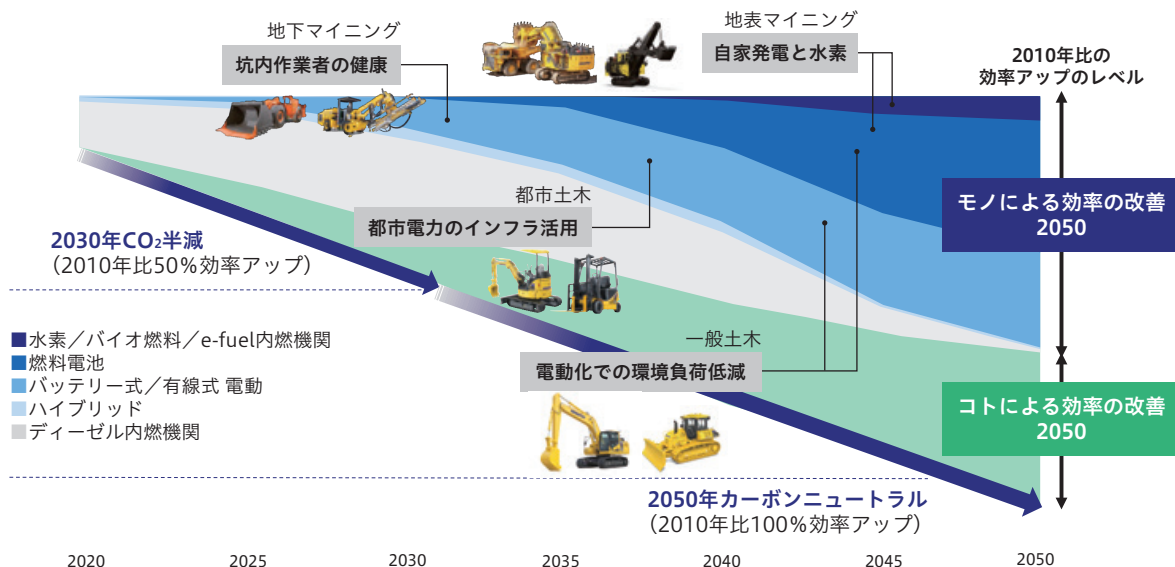 地下マイニング
坑内作業者の健康
地表マイニング
自家発電と水素
2010年比の
効率アップのレベル
都市土木
都市電力のインフラ活用
モノによる効率の改善
2050
2030年CO₂半減
（2010年比50％効率アップ）
水素／バイオ燃料／e-fuel内燃機関
燃料電池
バッテリー式／有線式 電動
ハイブリッド
ディーゼル内燃機関
一般土木
電動化での環境負荷低減
コトによる効率の改善
2050
2050年カーボンニュートラル
（2010年比100％効率アップ）
2020 2025 2030 2035 2040 2045 2050